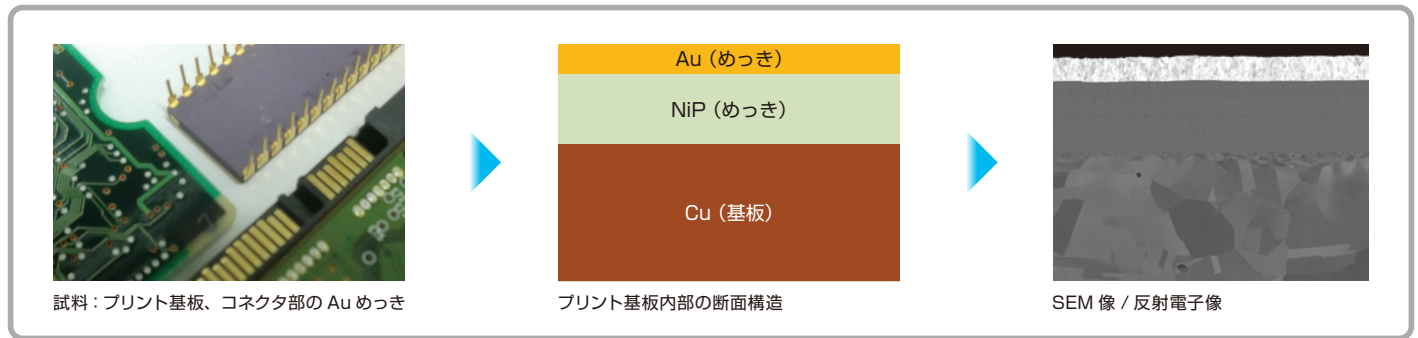 Au（めっき）
NiP（めっき）
Cu（基板）
試料：プリント基板、コネクタ部の Au めっき
プリント基板内部の断面構造
SEM 像 / 反射電子像